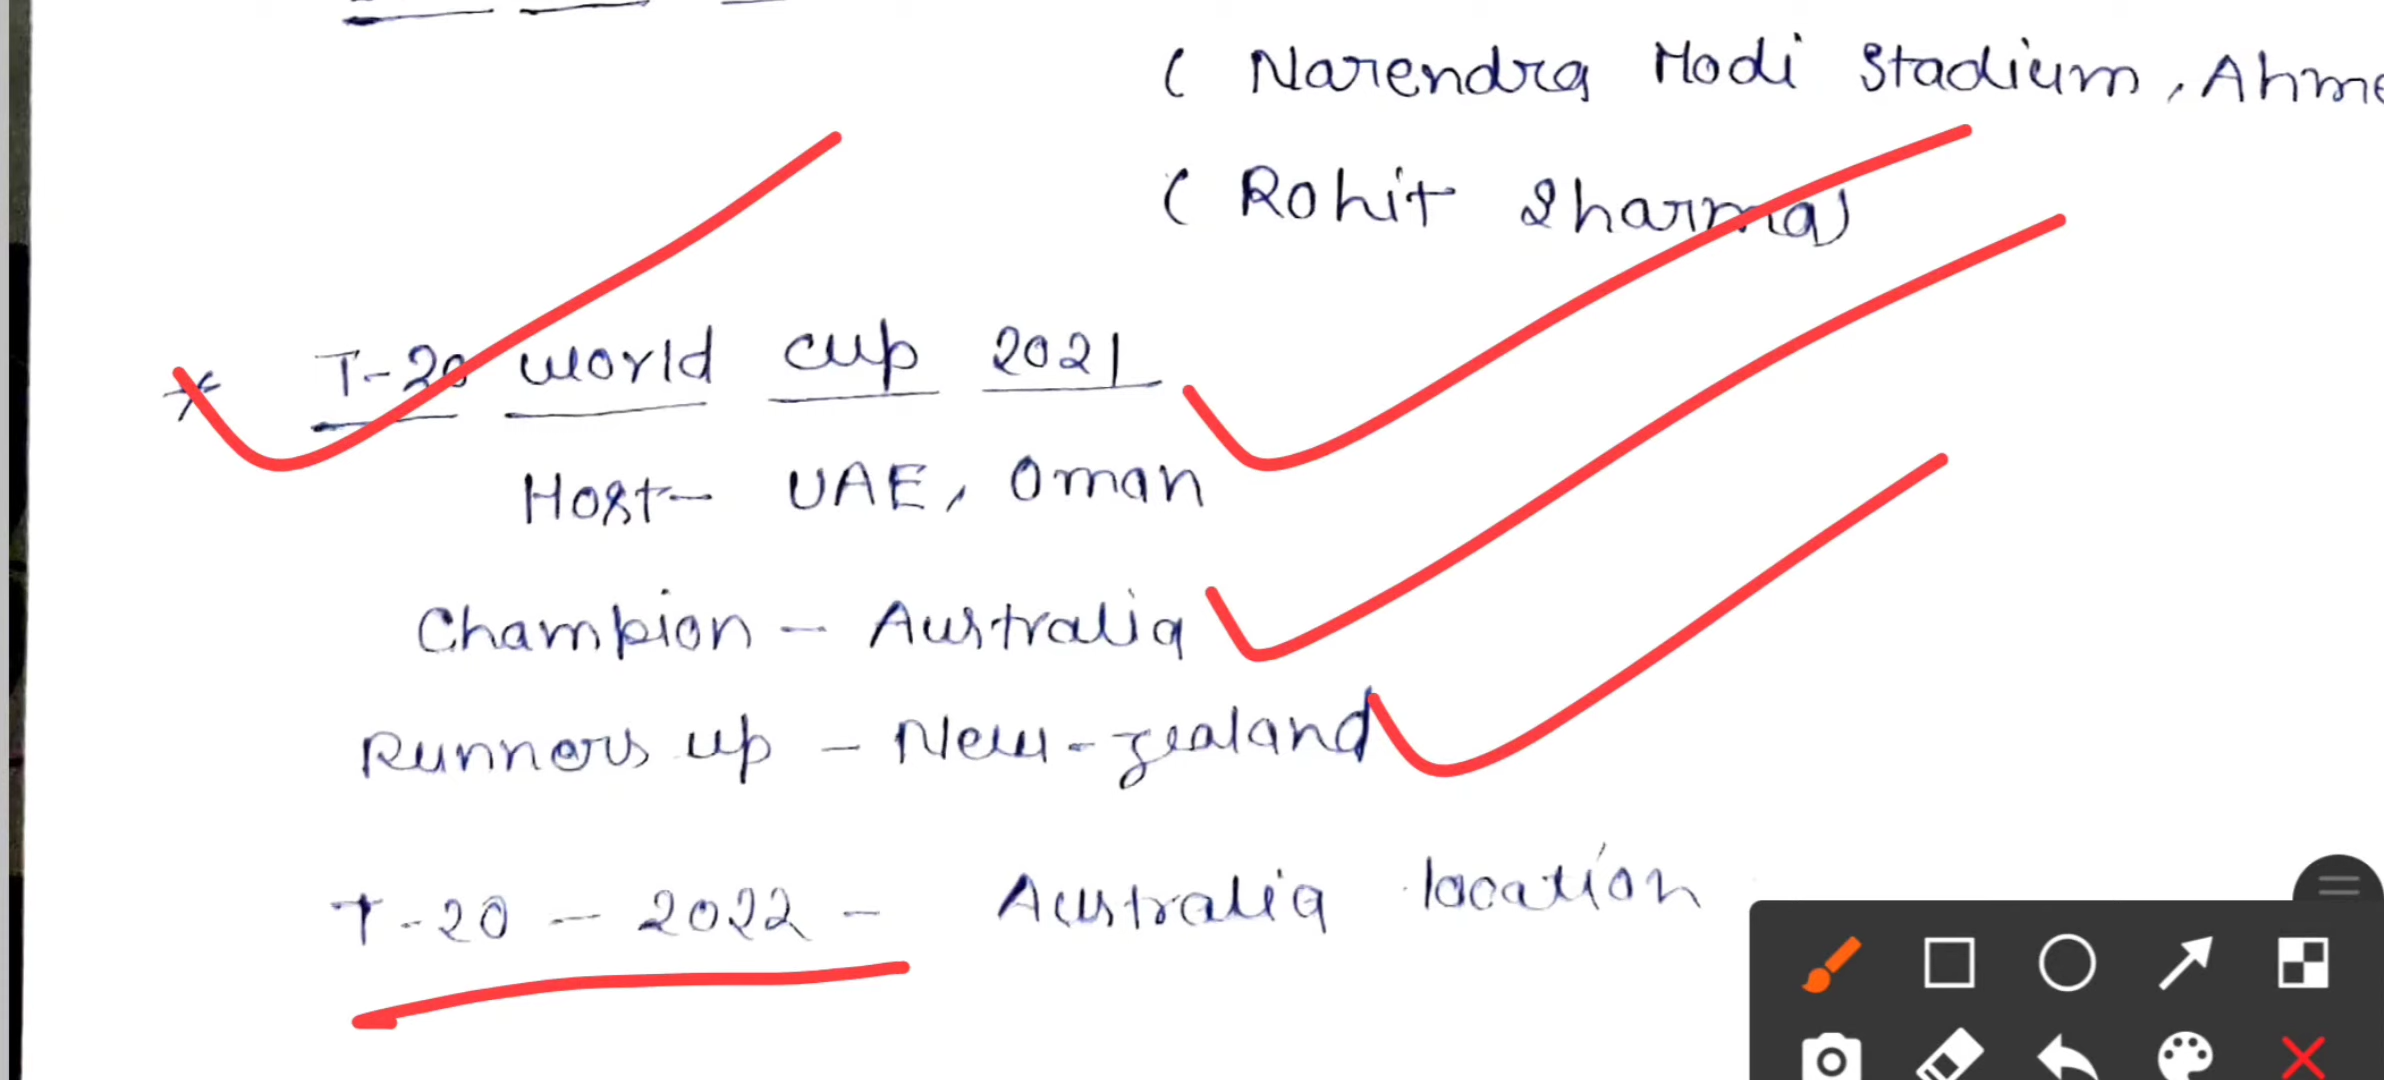 ( Narendra Modi Stadium, Ahme
( Rohit Sharma)
* T-20 world cup 2021
Host- UAE, Oman
Champion - Australia
Runners up - New-zealand
T-20 - 2022 - Australia location